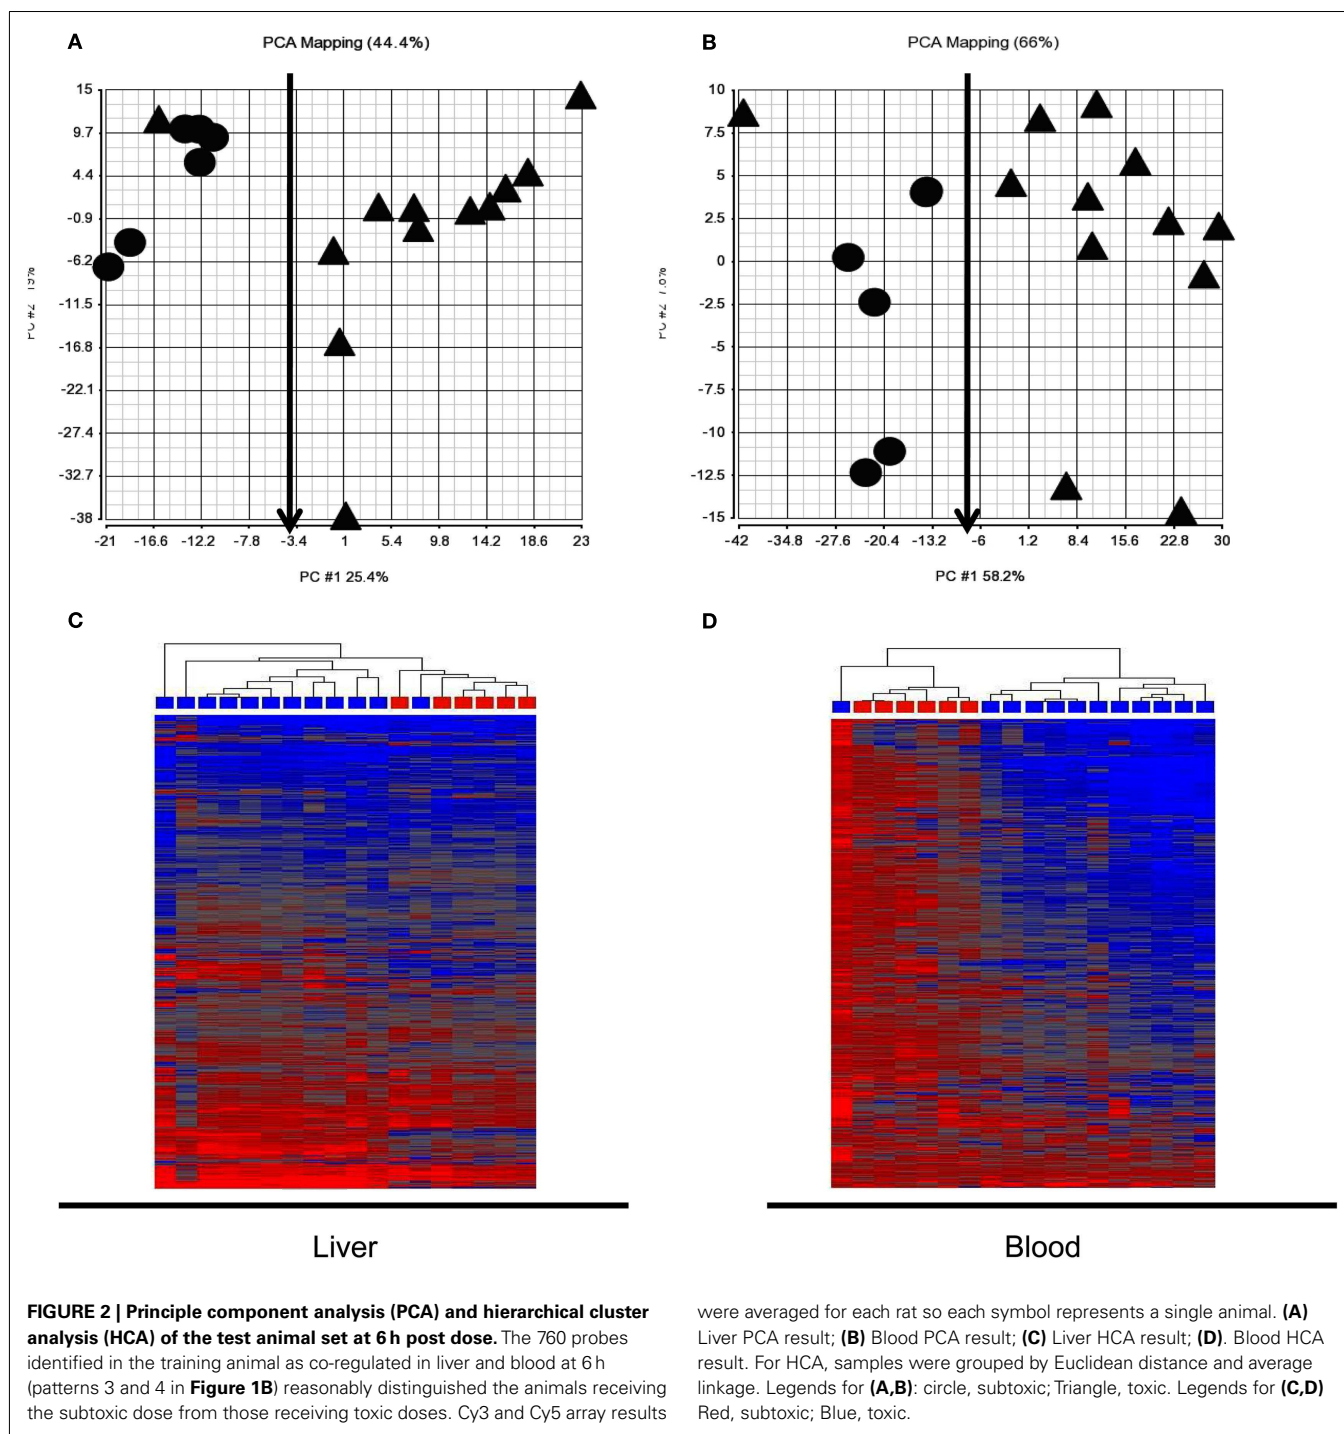 A
PCA Mapping (44.4%)
15
9.7
4.4
-0.9
-6.2
-11.5
-16.8
-22.1
-27.4
-32.7
-38
-21 -16.6 -12.2 -7.8 -3.4 1 5.4 9.8 14.2 18.6 23
PC #2 19%
PC #1 25.4%
B
PCA Mapping (66%)
10
7.5
5
2.5
0
-2.5
-5
-7.5
-10
-12.5
-15
-42 -34.8 -27.6 -20.4 -13.2 -6 1.2 8.4 15.6 22.8 30
PC #2 7.8%
PC #1 58.2%
C
D
Liver
Blood
FIGURE 2 | Principle component analysis (PCA) and hierarchical cluster
analysis (HCA) of the test animal set at 6 h post dose. The 760 probes
identified in the training animal as co-regulated in liver and blood at 6 h
(patterns 3 and 4 in Figure 1B) reasonably distinguished the animals receiving
the subtoxic dose from those receiving toxic doses. Cy3 and Cy5 array results
were averaged for each rat so each symbol represents a single animal. (A)
Liver PCA result; (B) Blood PCA result; (C) Liver HCA result; (D). Blood HCA
result. For HCA, samples were grouped by Euclidean distance and average
linkage. Legends for (A,B): circle, subtoxic; Triangle, toxic. Legends for (C,D)
Red, subtoxic; Blue, toxic.